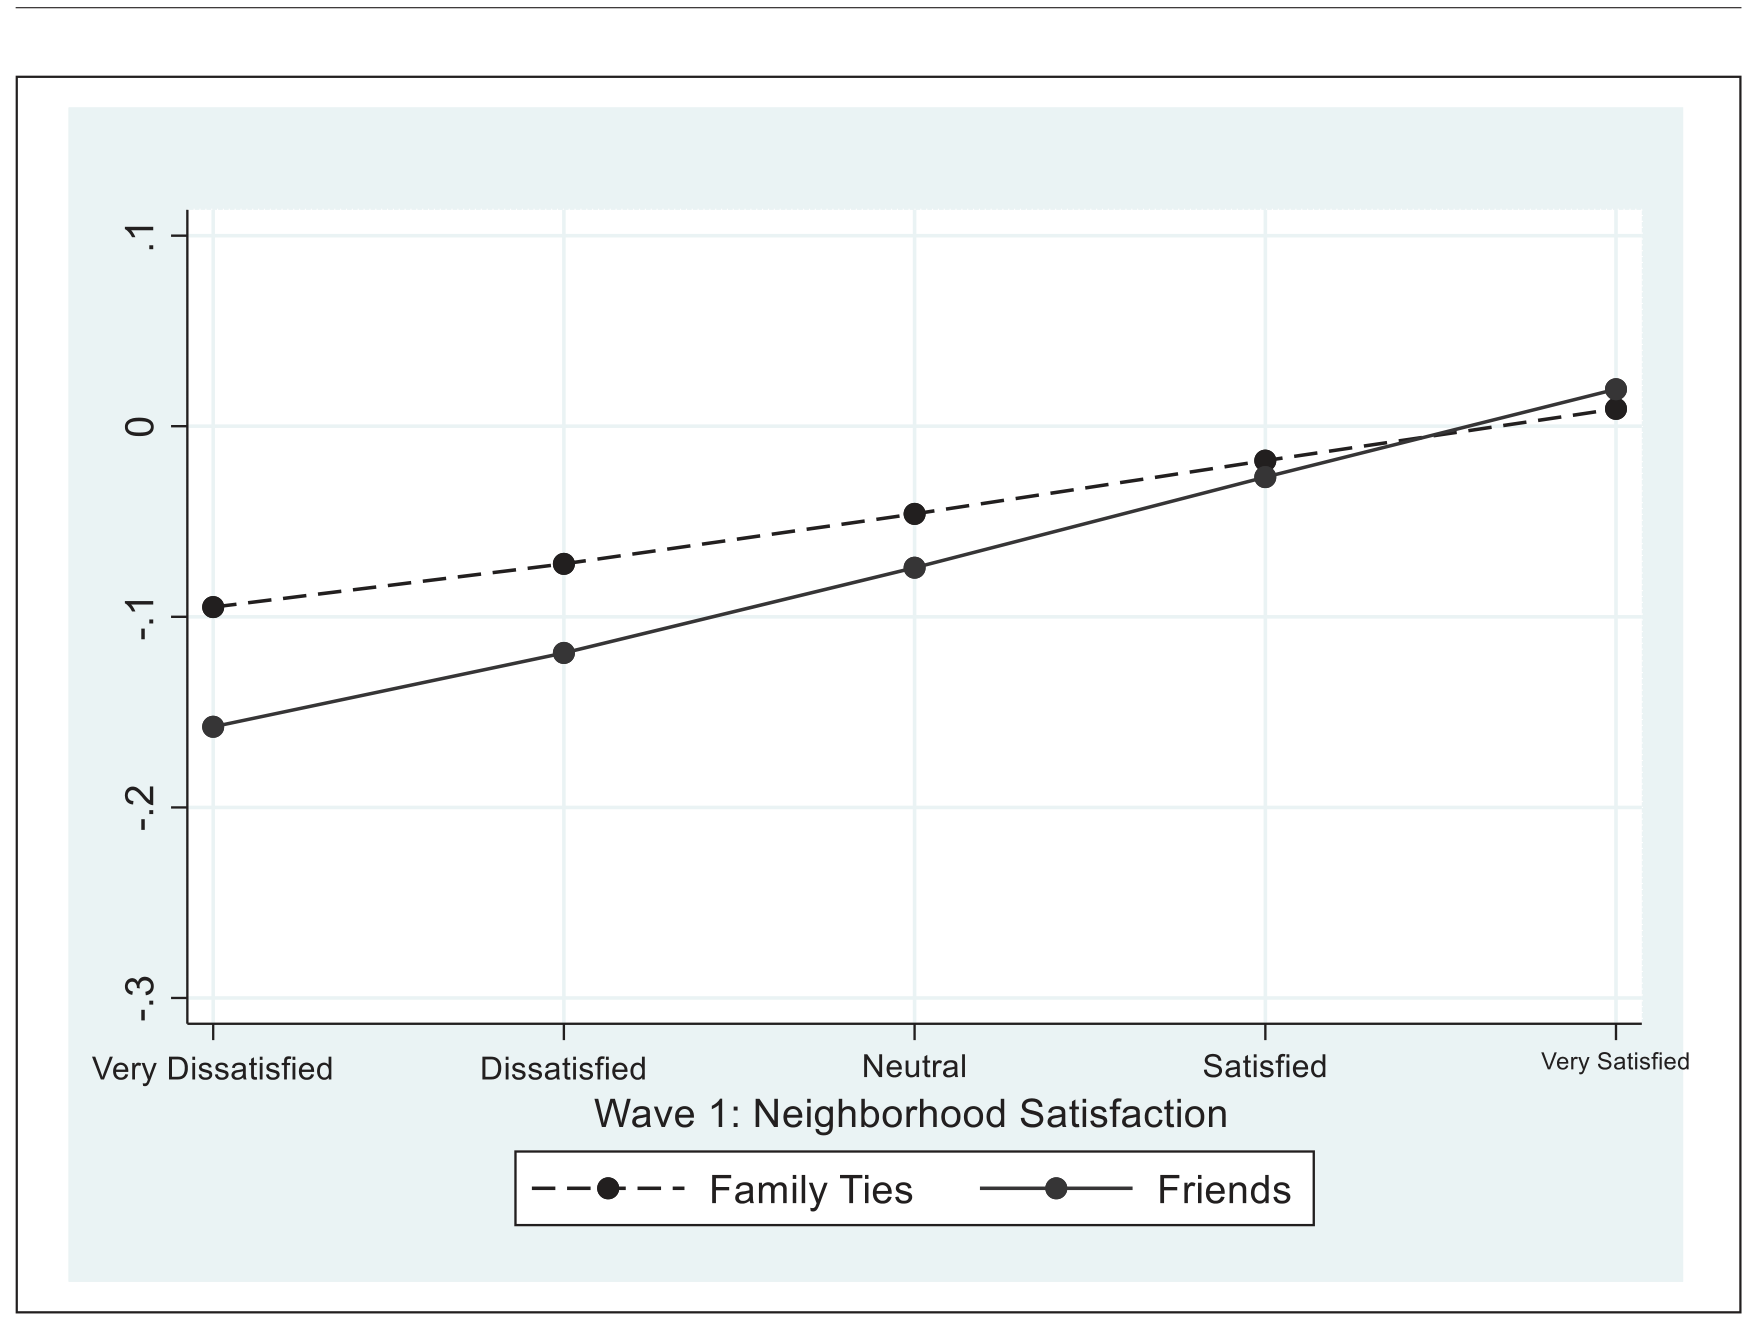 .1
0
-.1
-.2
-.3
Very Dissatisfied Dissatisfied Neutral Satisfied Very Satisfied
Wave 1: Neighborhood Satisfaction
Family Ties Friends